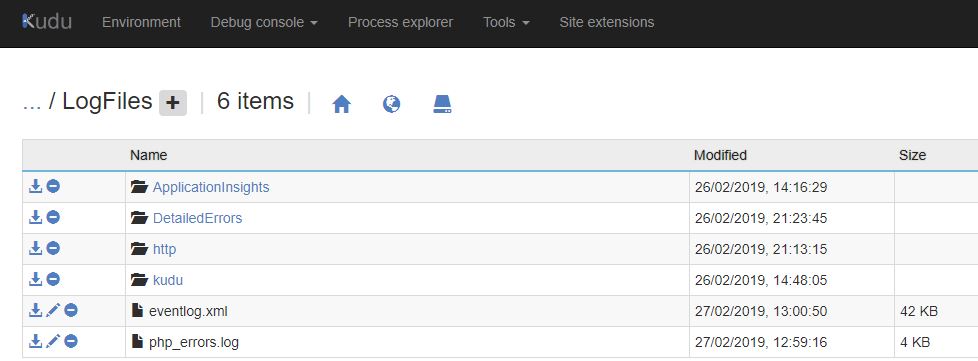 Kudu Environment Debug console Process explorer Tools Site extensions
... / LogFiles + | 6 items |
Name Modified Size
ApplicationInsights 26/02/2019, 14:16:29
DetailedErrors 26/02/2019, 21:23:45
http 26/02/2019, 21:13:15
kudu 26/02/2019, 14:48:05
eventlog.xml 27/02/2019, 13:00:50 42 KB
php_errors.log 27/02/2019, 12:59:16 4 KB